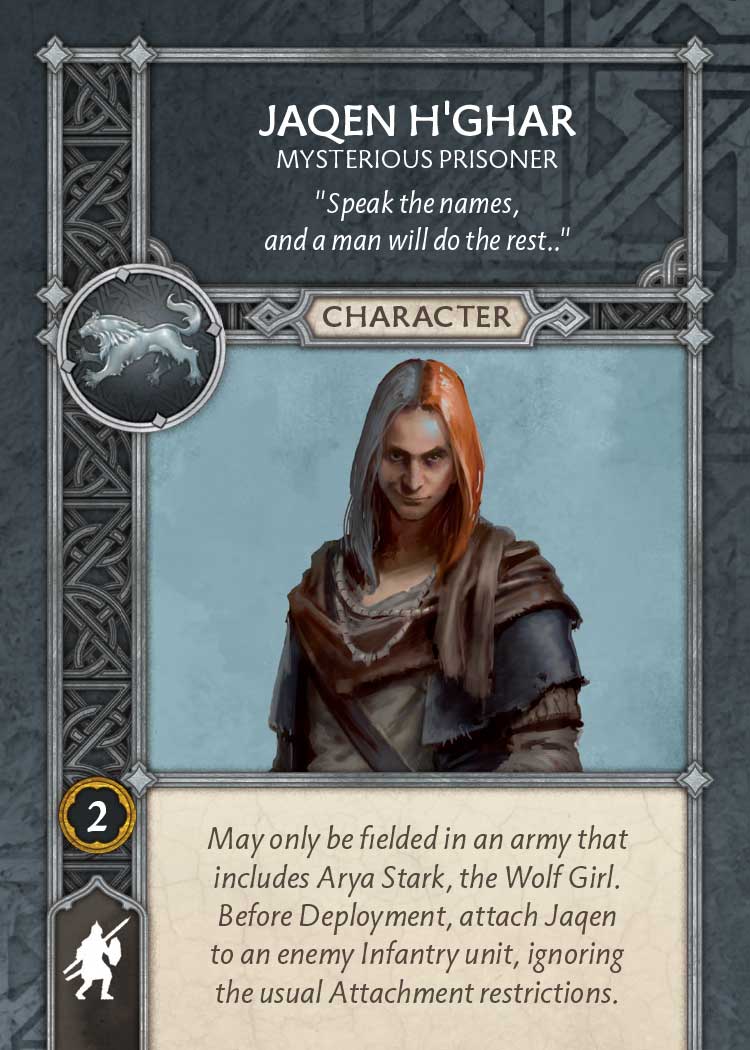 JAQEN H'GHAR
MYSTERIOUS PRISONER
"Speak the names,
and a man will do the rest.."
CHARACTER
2
May only be fielded in an army that
includes Arya Stark, the Wolf Girl.
Before Deployment, attach Jaqen
to an enemy Infantry unit, ignoring
the usual Attachment restrictions.